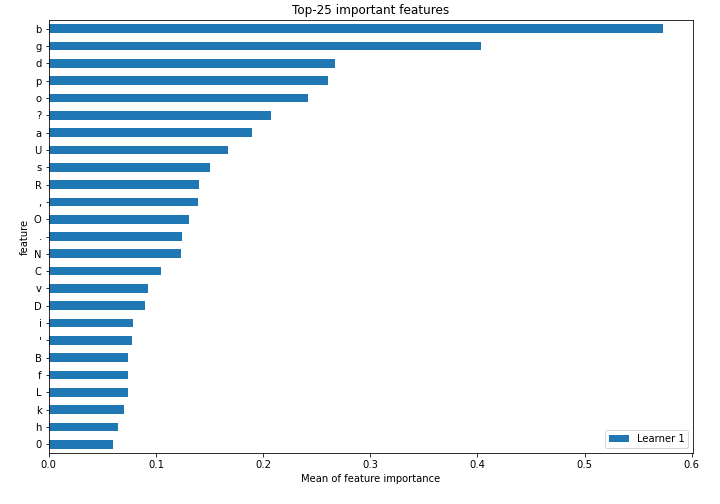 Top-25 important features
b
g
d
p
o
?
a
U
s
R
,
O
.
N
C
v
D
i
'
B
f
L
k
h
0
feature
0.0 0.1 0.2 0.3 0.4 0.5 0.6
Mean of feature importance
Learner 1